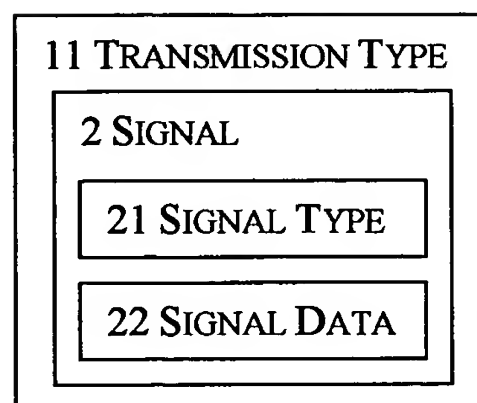 11 TRANSMISSION TYPE
2 SIGNAL
21 SIGNAL TYPE
22 SIGNAL DATA